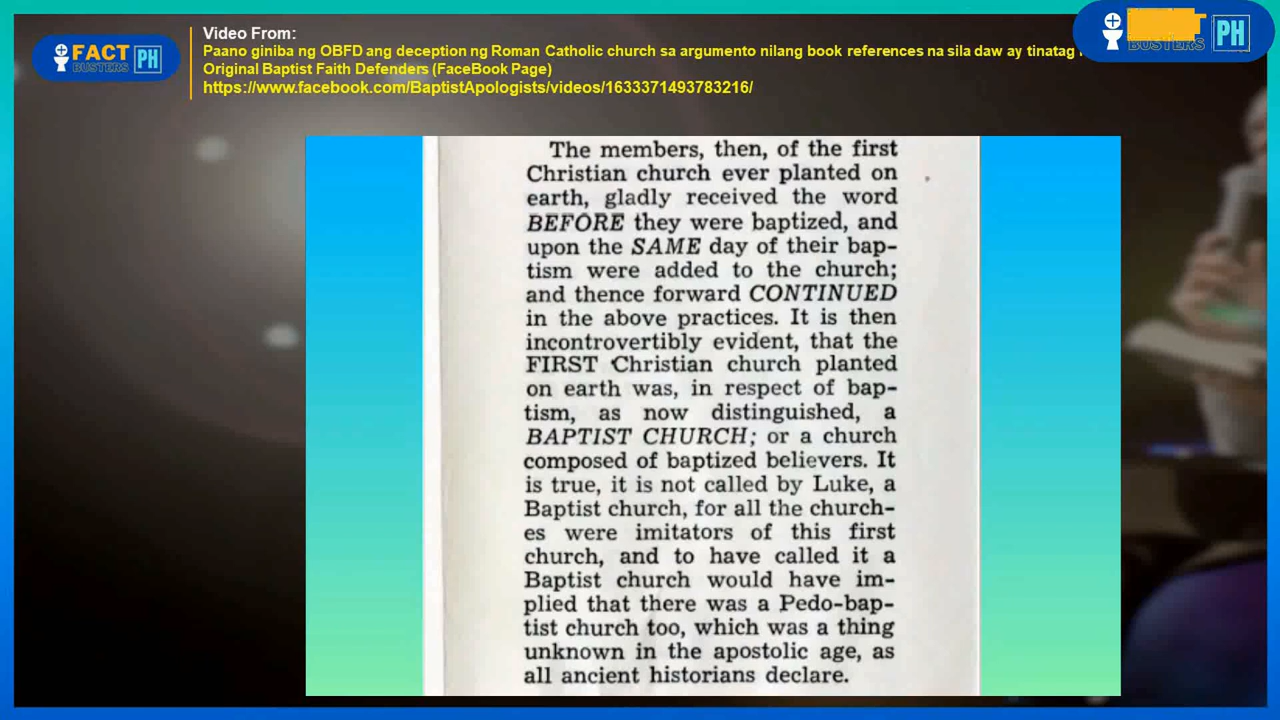 FACT
BUSTERS
PH
Video From:
Paano giniba ng OBFD ang deception ng Roman Catholic church sa argumento nilang book references na sila daw ay tinatag
Original Baptist Faith Defenders (FaceBook Page)
https://www.facebook.com/BaptistApologists/videos/1633371493783216/
BUSTERS
PH
The members, then, of the first
Christian church ever planted on
earth, gladly received the word
BEFORE they were baptized, and
upon the SAME day of their bap-
tism were added to the church;
and thence forward CONTINUED
in the above practices. It is then
incontrovertibly evident, that the
FIRST Christian church planted
on earth was, in respect of bap-
tism, as now distinguished, a
BAPTIST CHURCH; or a church
composed of baptized believers. It
is true, it is not called by Luke, a
Baptist church, for all the church-
es were imitators of this first
church, and to have called it a
Baptist church would have im-
plied that there was a Pedo-bap-
tist church too, which was a thing
unknown in the apostolic age, as
all ancient historians declare.